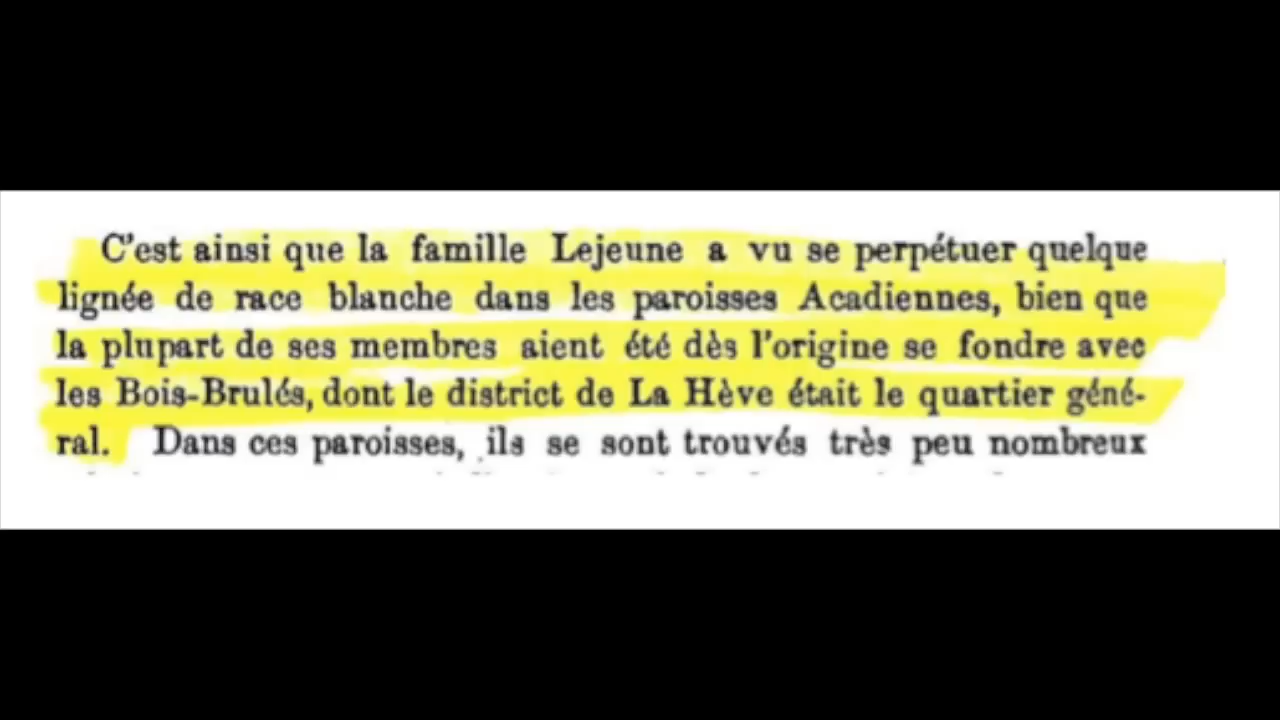 C'est ainsi que la famille Lejeune a vu se perpétuer quelque
lignée de race blanche dans les paroisses Acadiennes, bien que
la plupart de ses membres aient été dès l'origine se fondre avec
les Bois-Brulés, dont le district de La Hève était le quartier géné-
ral. Dans ces paroisses, ils se sont trouvés très peu nombreux